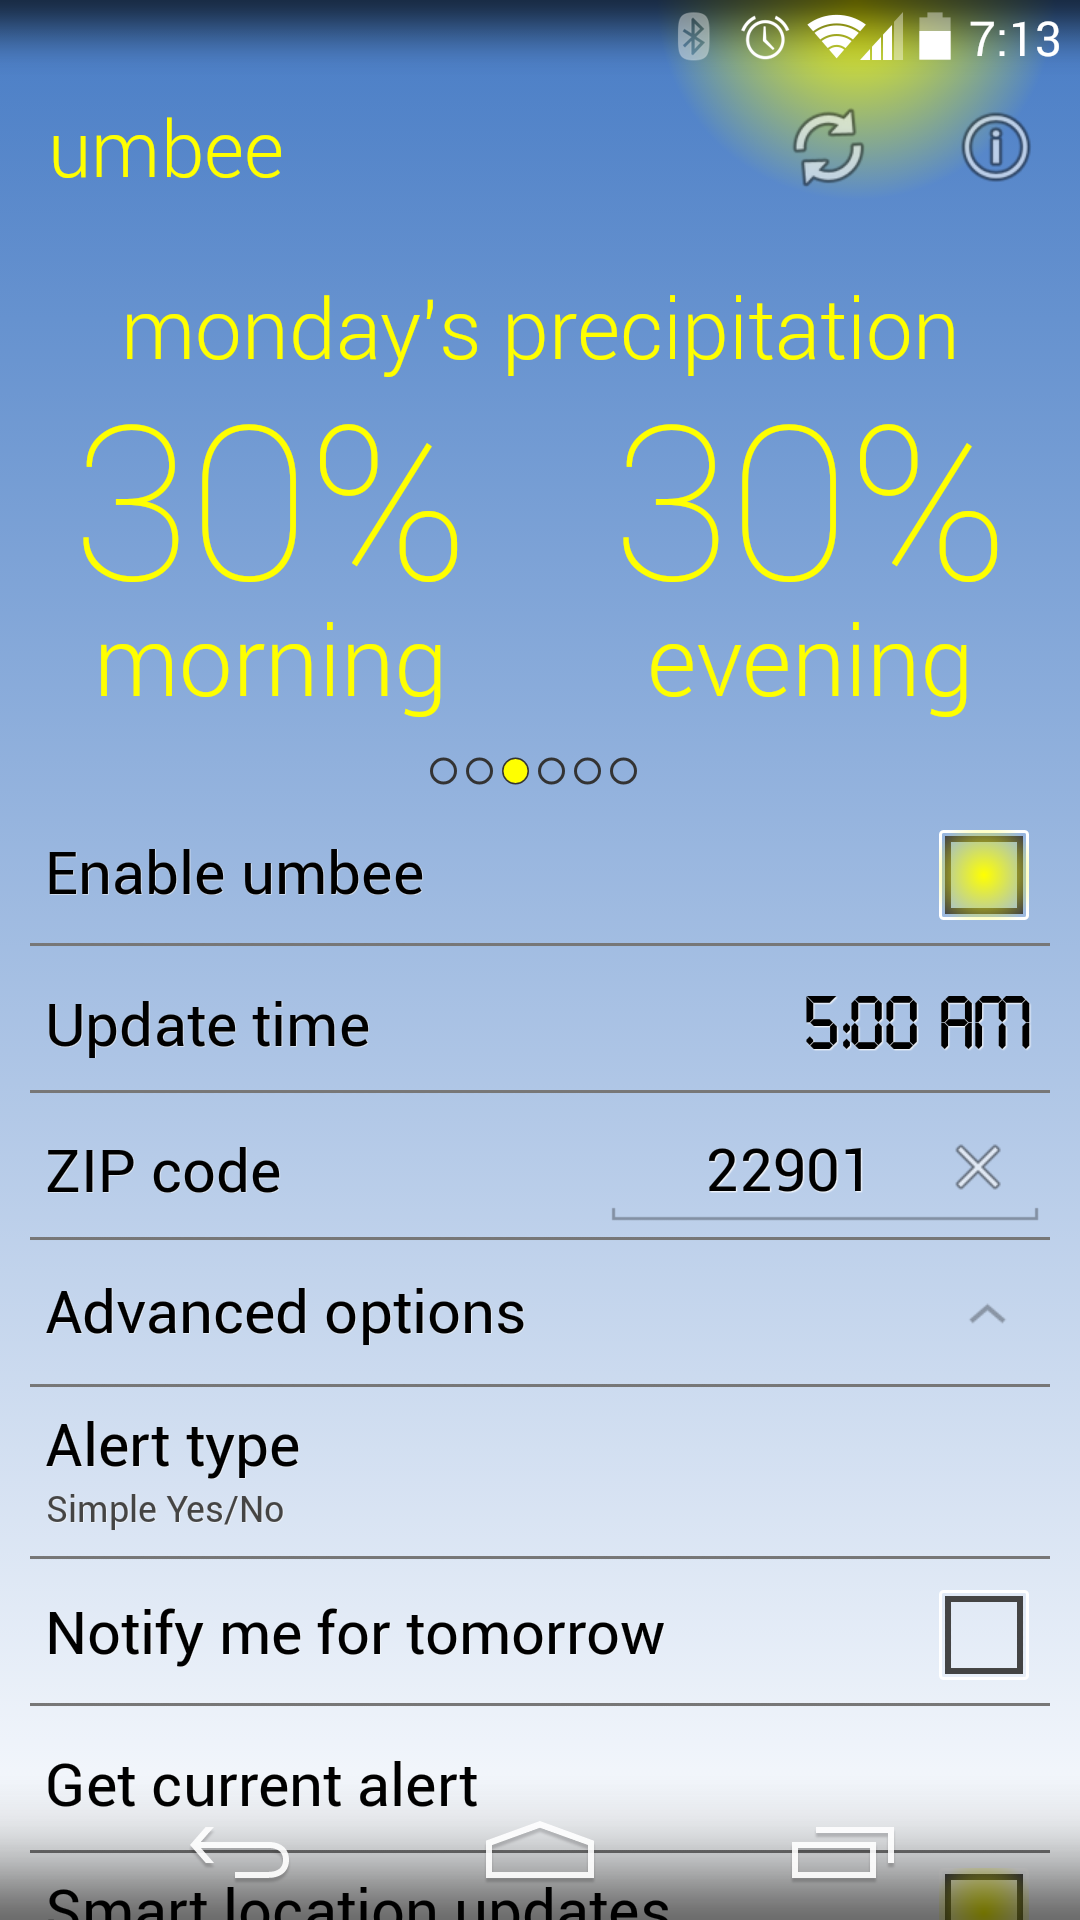 7:13
umbee
monday's precipitation
30% 30%
morning evening
Enable umbee
Update time 5:00 AM
ZIP code 22901
Advanced options
Alert type
Simple Yes/No
Notify me for tomorrow
Get current alert
Smart location updates